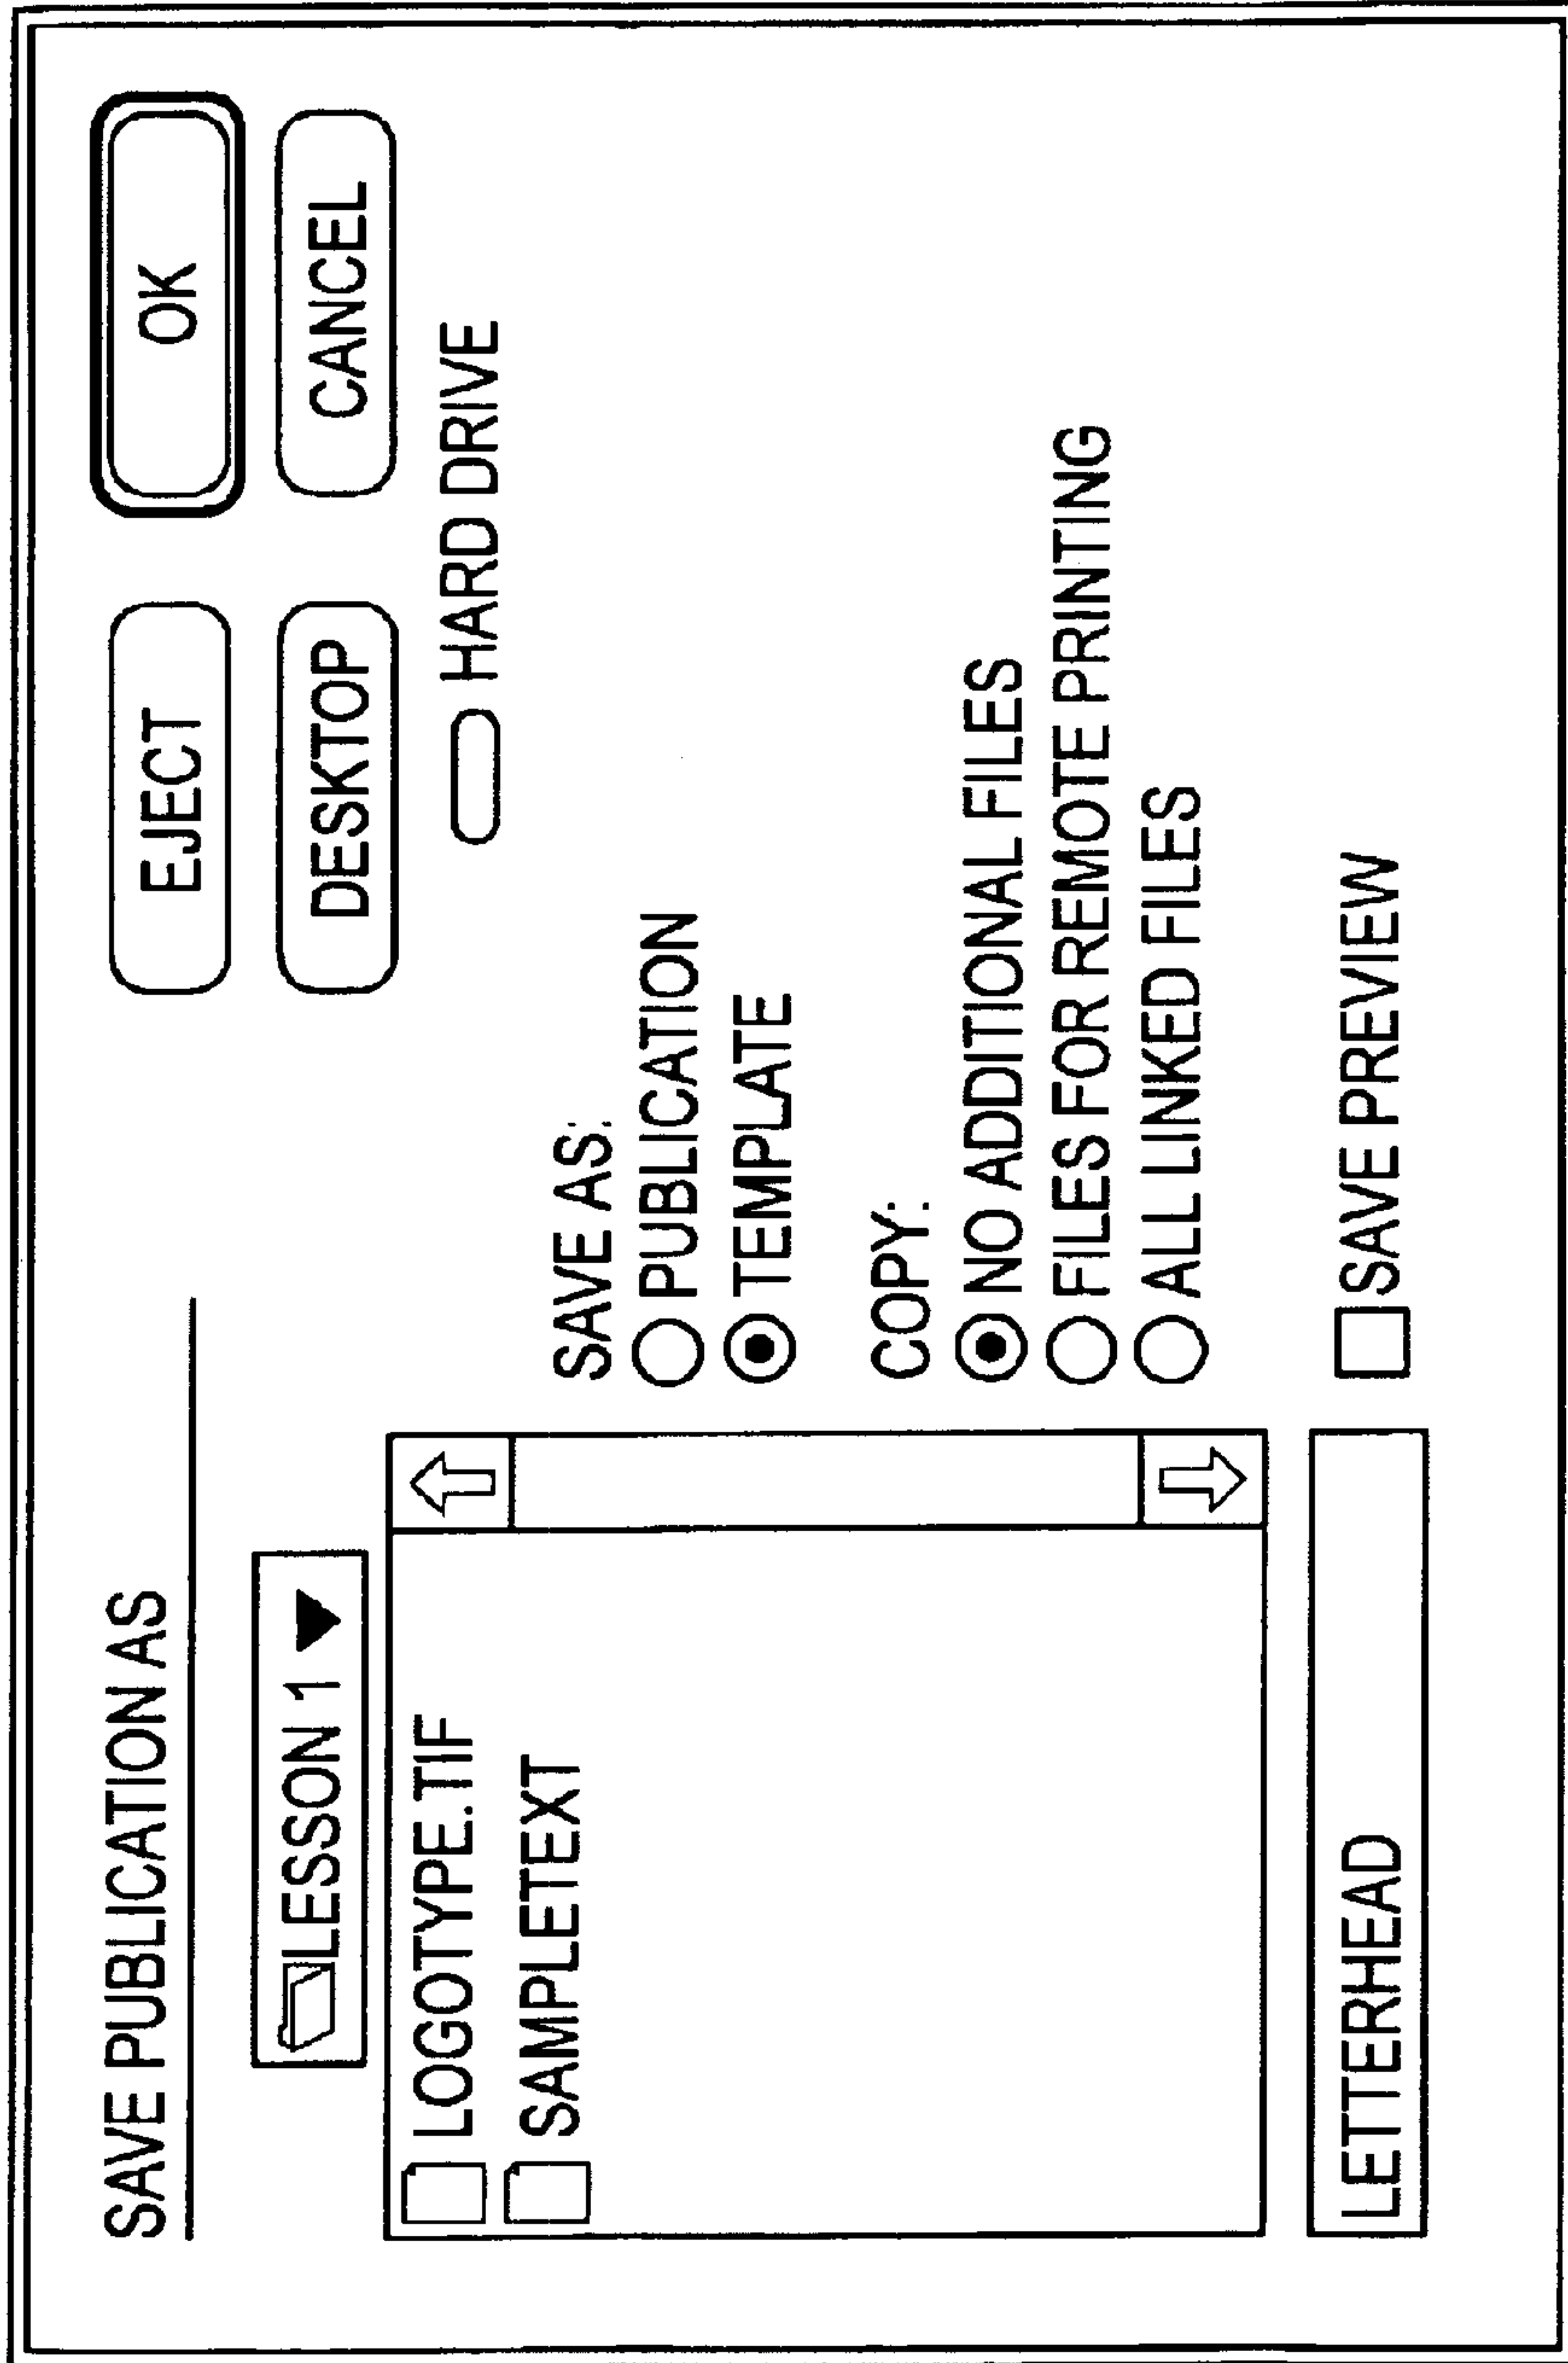 SAVE PUBLICATION AS
EJECT
OK
LESSON 1
DESKTOP
CANCEL
HARD DRIVE
LOGOTYPE.TIF
SAMPLETEXT
SAVE AS:
PUBLICATION
TEMPLATE
COPY:
NO ADDITIONAL FILES
FILES FOR REMOTE PRINTING
ALL LINKED FILES
LETTERHEAD
SAVE PREVIEW